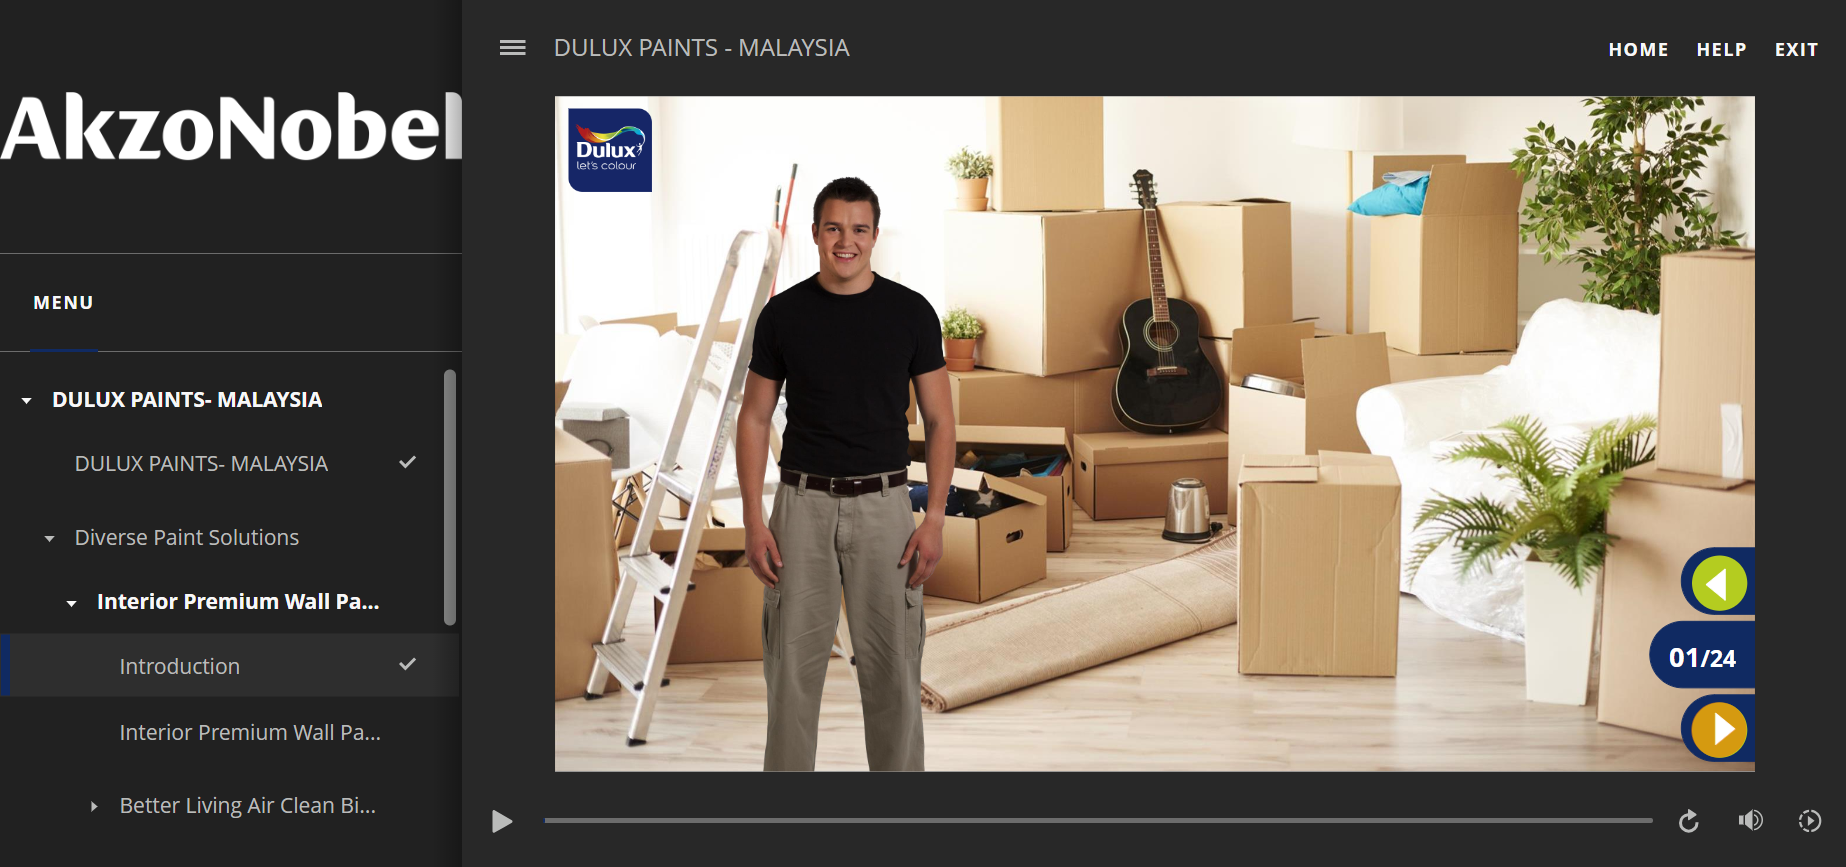 AkzoNobel
MENU
DULUX PAINTS- MALAYSIA
DULUX PAINTS- MALAYSIA
Diverse Paint Solutions
Interior Premium Wall Pa...
Introduction
Interior Premium Wall Pa...
Better Living Air Clean Bi...
DULUX PAINTS - MALAYSIA
HOME HELP EXIT
Dulux
let's colour
01/24